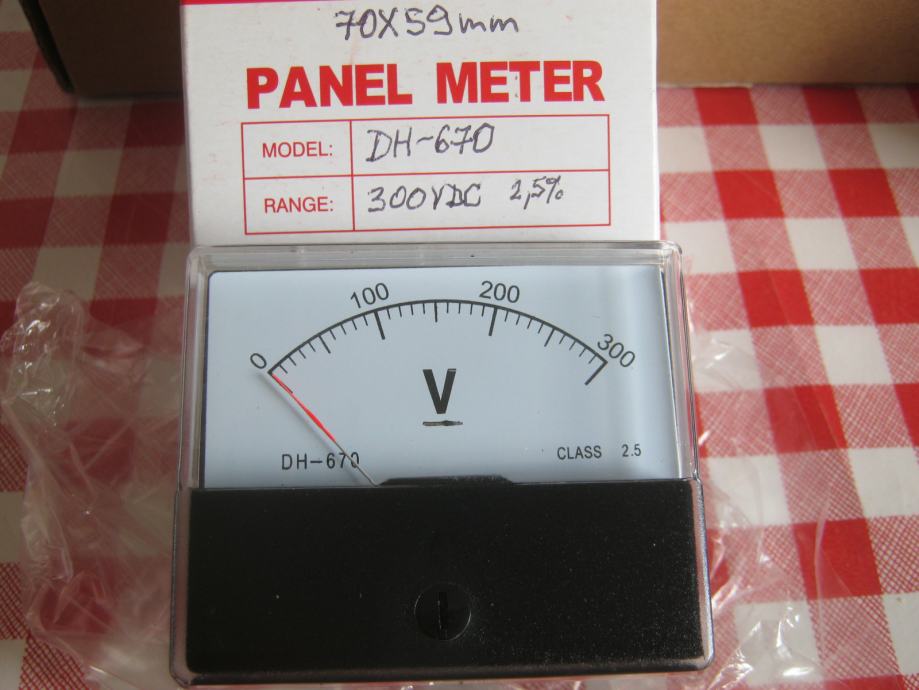 70X59mm
PANEL METER
MODEL: DH-670
RANGE: 300VDC 2,5%
0 100 200 300
V
DH-670 CLASS 2.5